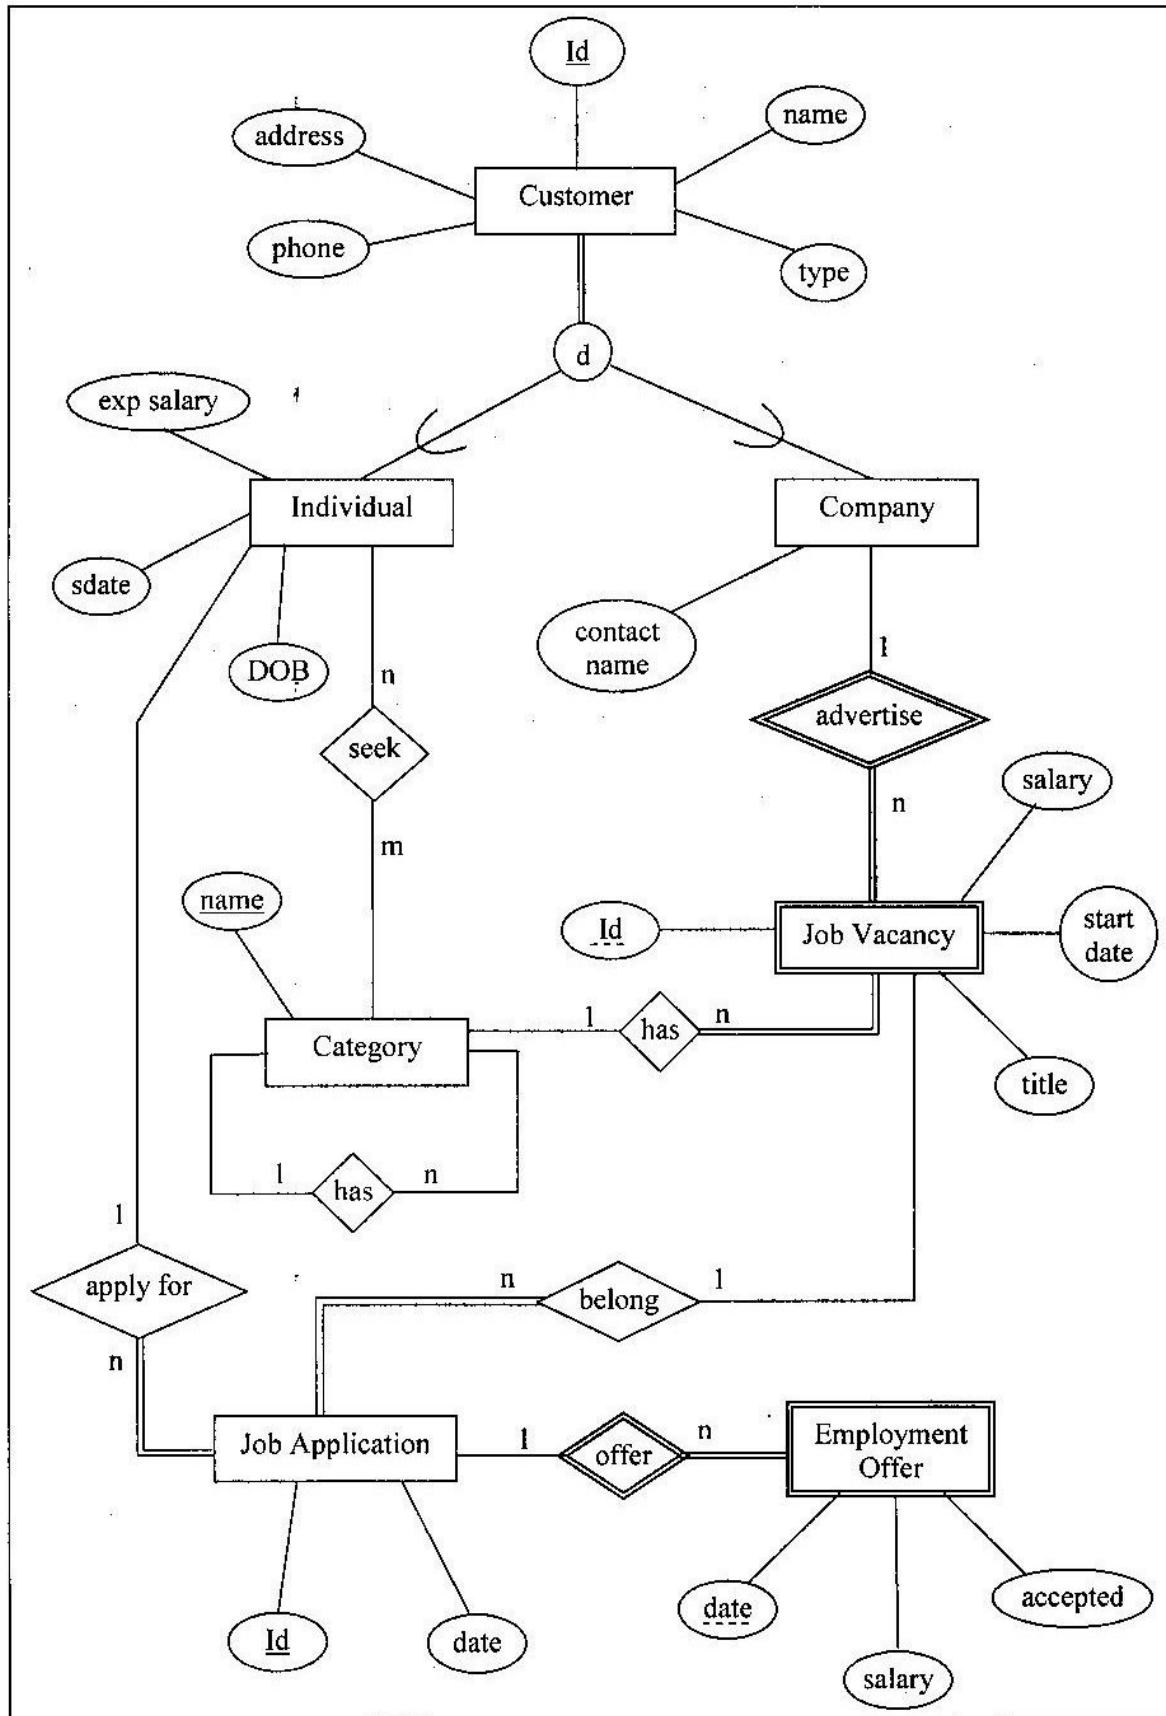 Id
address
name
Customer
phone
type
d
exp salary
Individual
Company
sdate
contact
name
DOB
n
1
advertise
seek
salary
n
m
name
Id
Job Vacancy
start
date
1
has
n
Category
title
1
has
n
1
apply for
n
belong
1
n
Job Application
1
offer
n
Employment
Offer
date
accepted
Id
date
salary